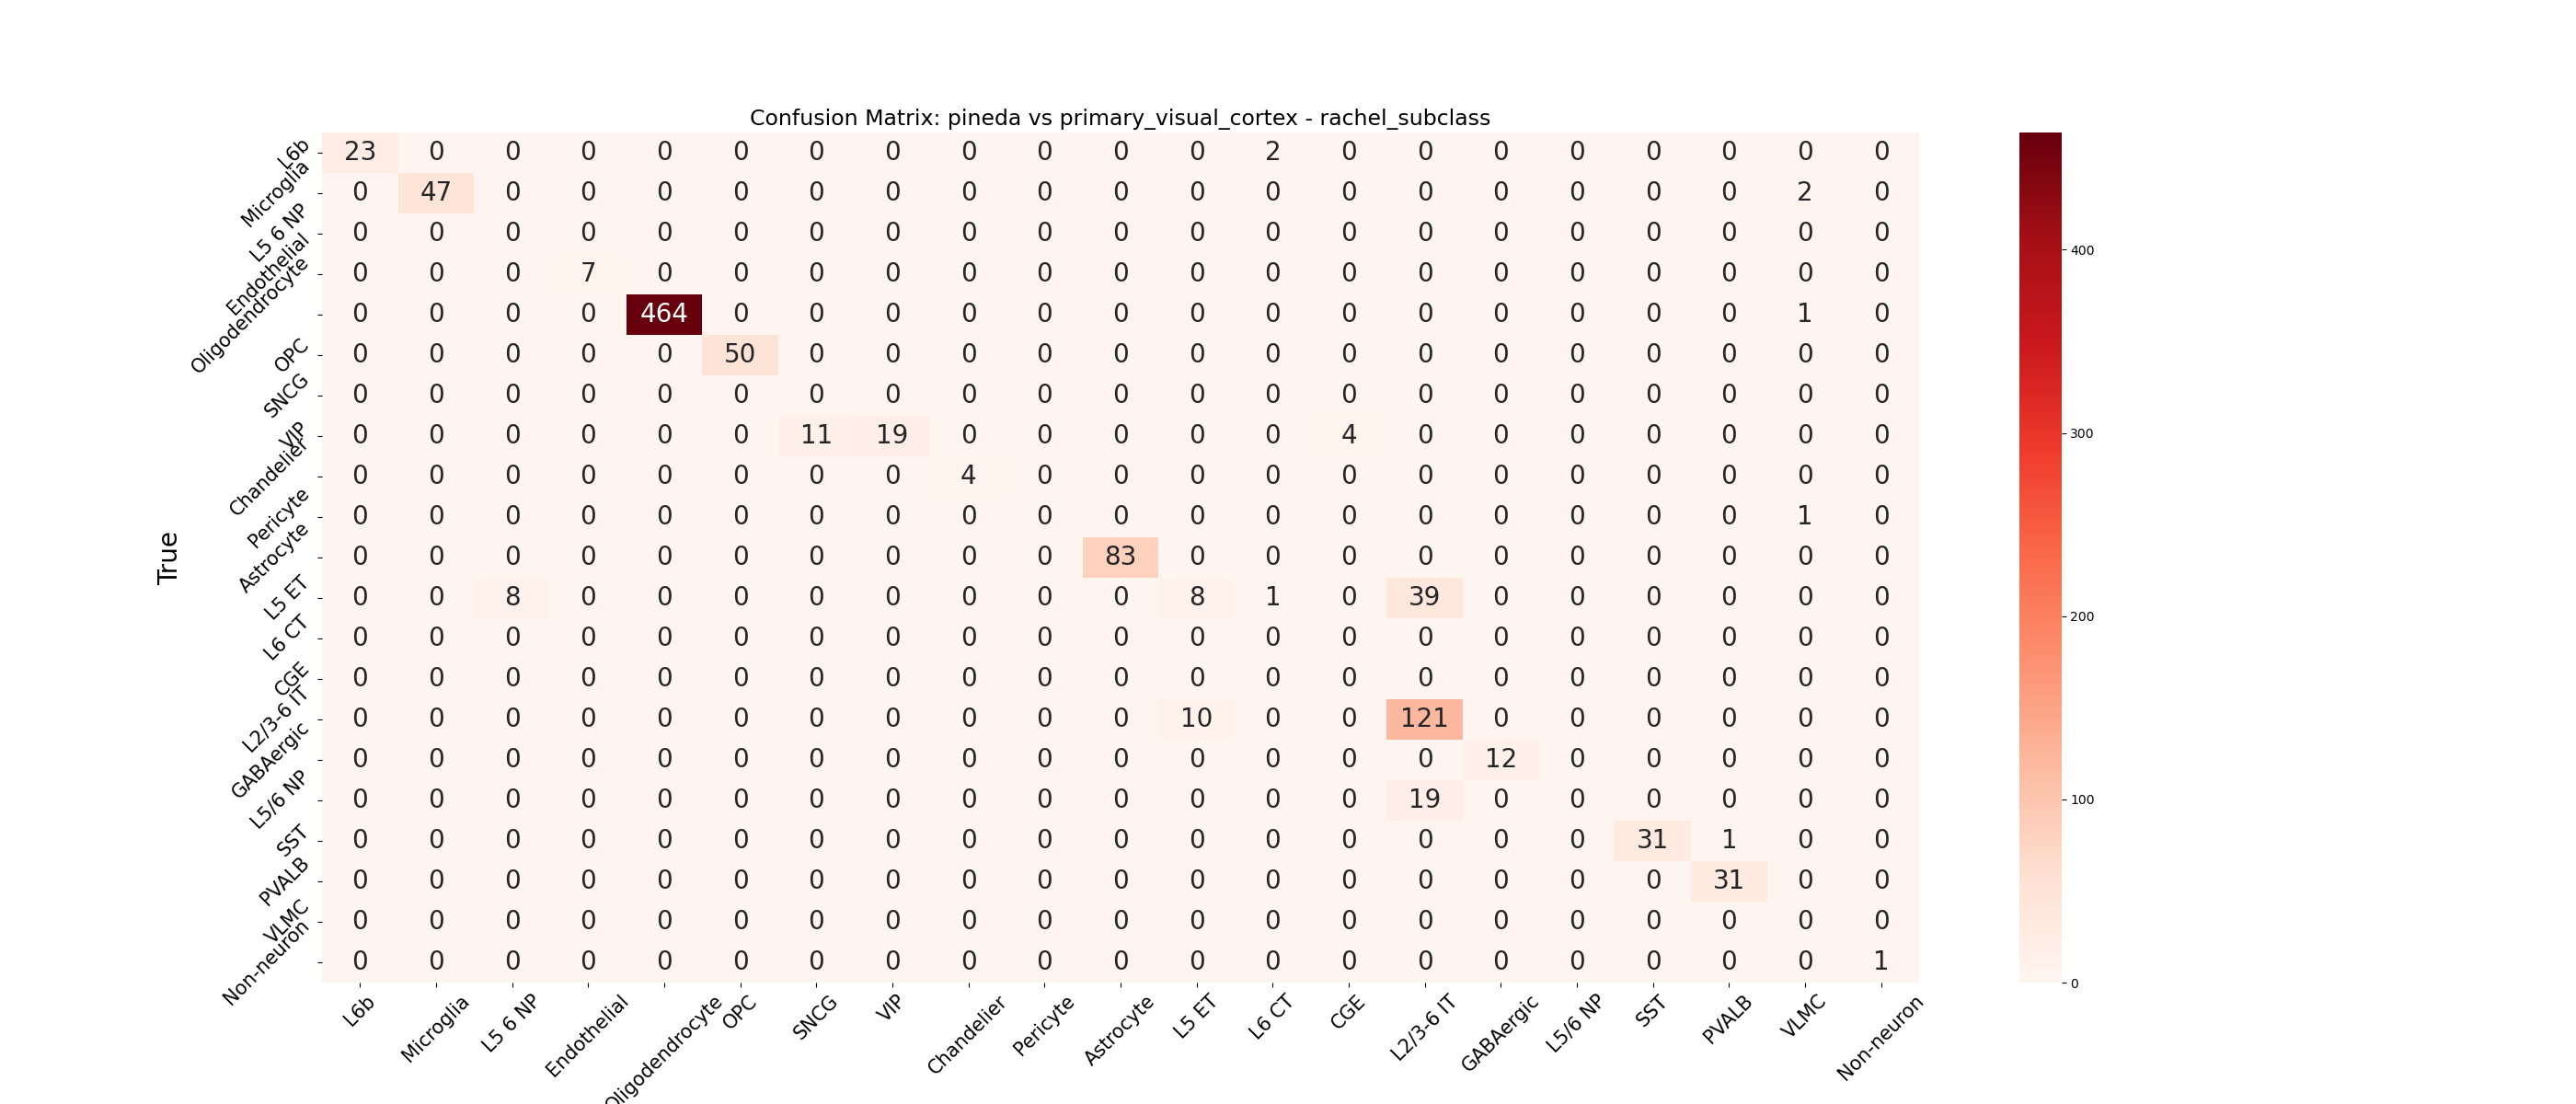 Confusion Matrix: pineda vs primary_visual_cortex - rachel_subclass
True
L6b 23 0 0 0 0 0 0 0 0 0 0 0 2 0 0 0 0 0 0 0 0
Microglia 0 47 0 0 0 0 0 0 0 0 0 0 0 0 0 0 0 0 0 2 0
L5 6 NP 0 0 0 0 0 0 0 0 0 0 0 0 0 0 0 0 0 0 0 0 0
Endothelial 0 0 0 7 0 0 0 0 0 0 0 0 0 0 0 0 0 0 0 0 0
Oligodendrocyte 0 0 0 0 464 0 0 0 0 0 0 0 0 0 0 0 0 0 0 1 0
OPC 0 0 0 0 0 50 0 0 0 0 0 0 0 0 0 0 0 0 0 0 0
SNCG 0 0 0 0 0 0 0 0 0 0 0 0 0 0 0 0 0 0 0 0 0
VIP 0 0 0 0 0 0 11 19 0 0 0 0 0 4 0 0 0 0 0 0 0
Chandelier 0 0 0 0 0 0 0 0 4 0 0 0 0 0 0 0 0 0 0 0 0
Pericyte 0 0 0 0 0 0 0 0 0 0 0 0 0 0 0 0 0 0 0 1 0
Astrocyte 0 0 0 0 0 0 0 0 0 0 83 0 0 0 0 0 0 0 0 0 0
L5 ET 0 0 8 0 0 0 0 0 0 0 0 8 1 0 39 0 0 0 0 0 0
L6 CT 0 0 0 0 0 0 0 0 0 0 0 0 0 0 0 0 0 0 0 0 0
CGE 0 0 0 0 0 0 0 0 0 0 0 0 0 0 0 0 0 0 0 0 0
L2/3-6 IT 0 0 0 0 0 0 0 0 0 0 0 10 0 0 121 0 0 0 0 0 0
GABAergic 0 0 0 0 0 0 0 0 0 0 0 0 0 0 0 12 0 0 0 0 0
L5/6 NP 0 0 0 0 0 0 0 0 0 0 0 0 0 0 19 0 0 0 0 0 0
SST 0 0 0 0 0 0 0 0 0 0 0 0 0 0 0 0 0 31 1 0 0
PVALB 0 0 0 0 0 0 0 0 0 0 0 0 0 0 0 0 0 0 31 0 0
VLMC 0 0 0 0 0 0 0 0 0 0 0 0 0 0 0 0 0 0 0 0 0
Non-neuron 0 0 0 0 0 0 0 0 0 0 0 0 0 0 0 0 0 0 0 0 1
L6b Microglia L5 6 NP Endothelial Oligodendrocyte OPC SNCG VIP Chandelier Pericyte Astrocyte L5 ET L6 CT CGE L2/3-6 IT GABAergic L5/6 NP SST PVALB VLMC Non-neuron
400
300
200
100
0